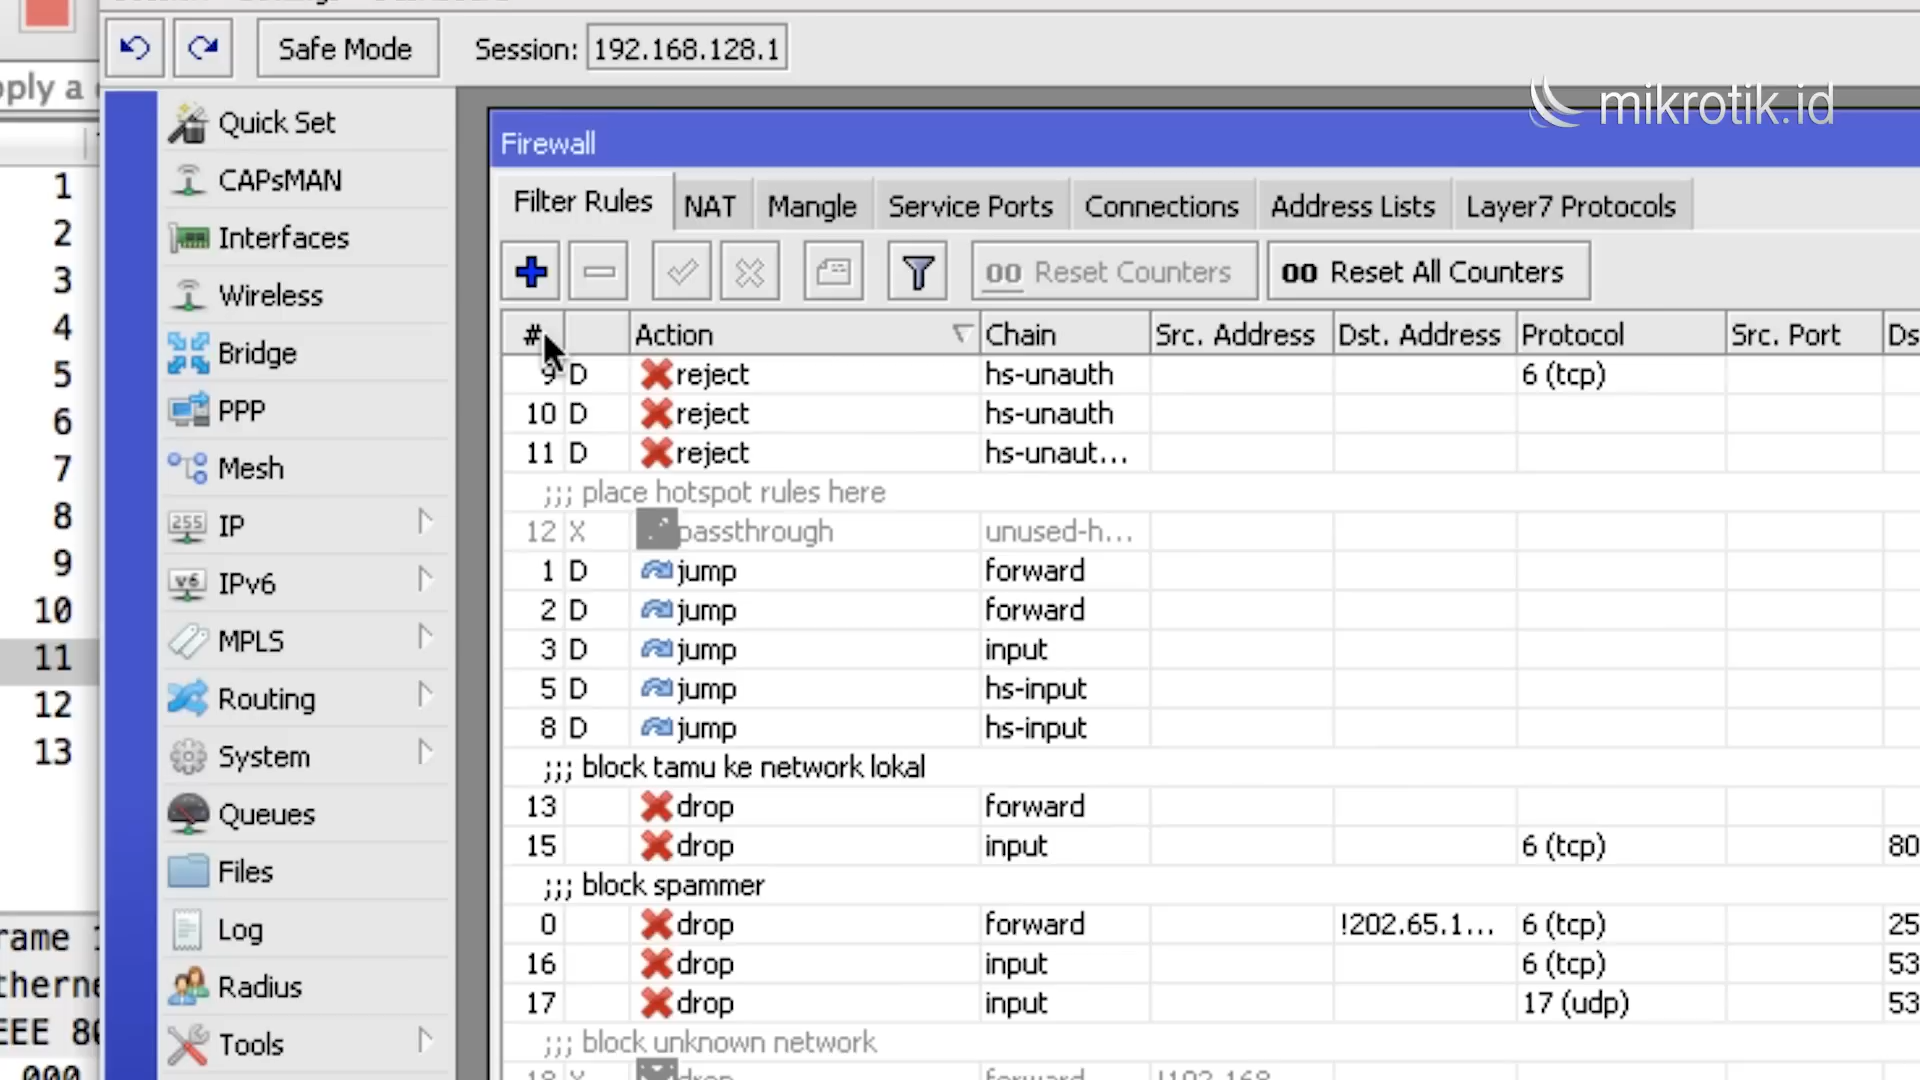 Safe Mode Session: 192.168.128.1
mikrotik.id
Quick Set
CAPsMAN
Interfaces
Wireless
Bridge
PPP
Mesh
IP
IPv6
MPLS
Routing
System
Queues
Files
Log
Radius
Tools
1
2
3
4
5
6
7
8
9
10
11
12
13
Firewall
Filter Rules NAT Mangle Service Ports Connections Address Lists Layer7 Protocols
00 Reset Counters 00 Reset All Counters
# Action Chain Src. Address Dst. Address Protocol Src. Port Ds
9 D reject hs-unauth 6 (tcp)
10 D reject hs-unauth
11 D reject hs-unaut...
;;; place hotspot rules here
12 X passthrough unused-h...
1 D jump forward
2 D jump forward
3 D jump input
5 D jump hs-input
8 D jump hs-input
;;; block tamu ke network lokal
13 drop forward
15 drop input 6 (tcp) 80
;;; block spammer
0 drop forward !202.65.1... 6 (tcp) 25
16 drop input 6 (tcp) 53
17 drop input 17 (udp) 53
;;; block unknown network
18 X drop forward !192.168